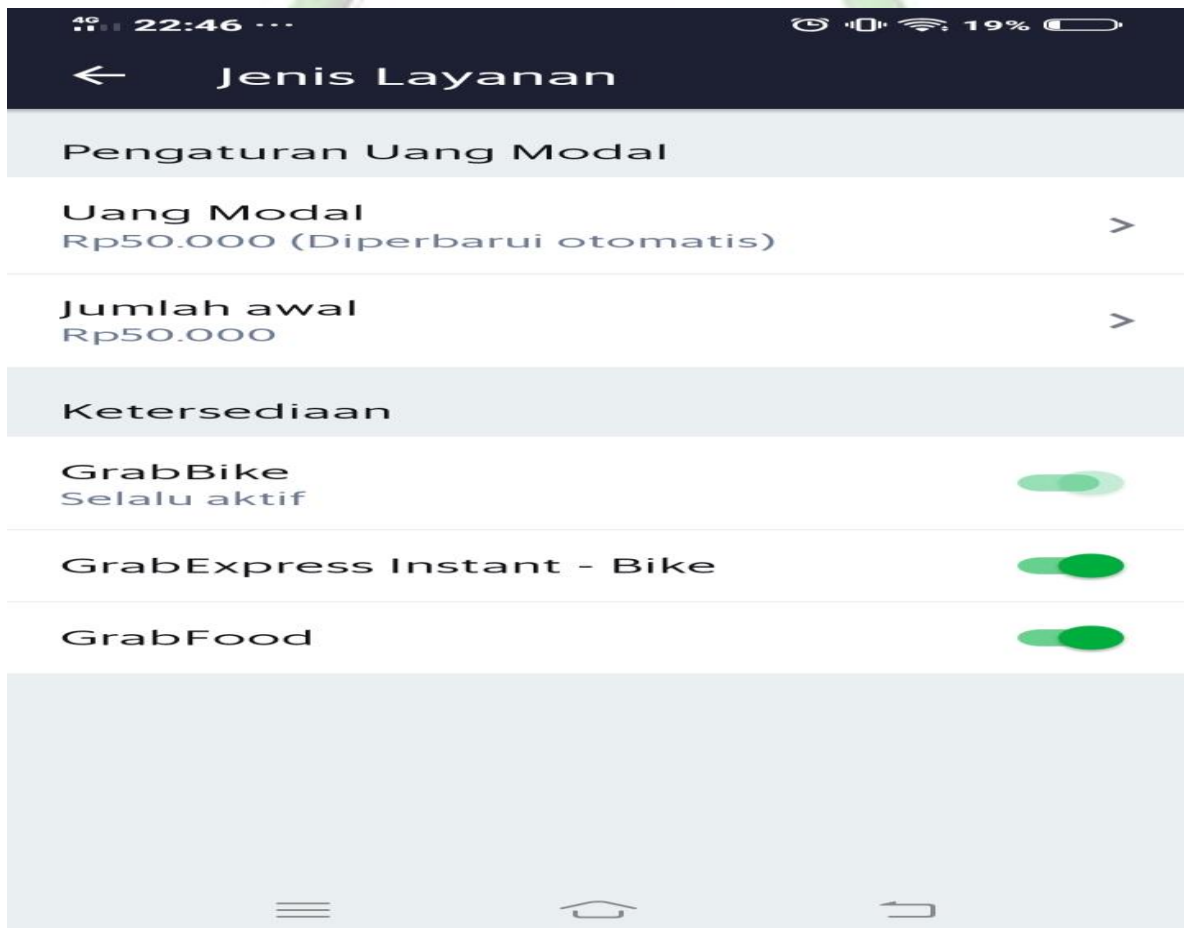 4G 22:46 ··· 19%
Jenis Layanan
Pengaturan Uang Modal
Uang Modal
Rp50.000 (Diperbarui otomatis)
Jumlah awal
Rp50.000
Ketersediaan
GrabBike
Selalu aktif
GrabExpress Instant - Bike
GrabFood